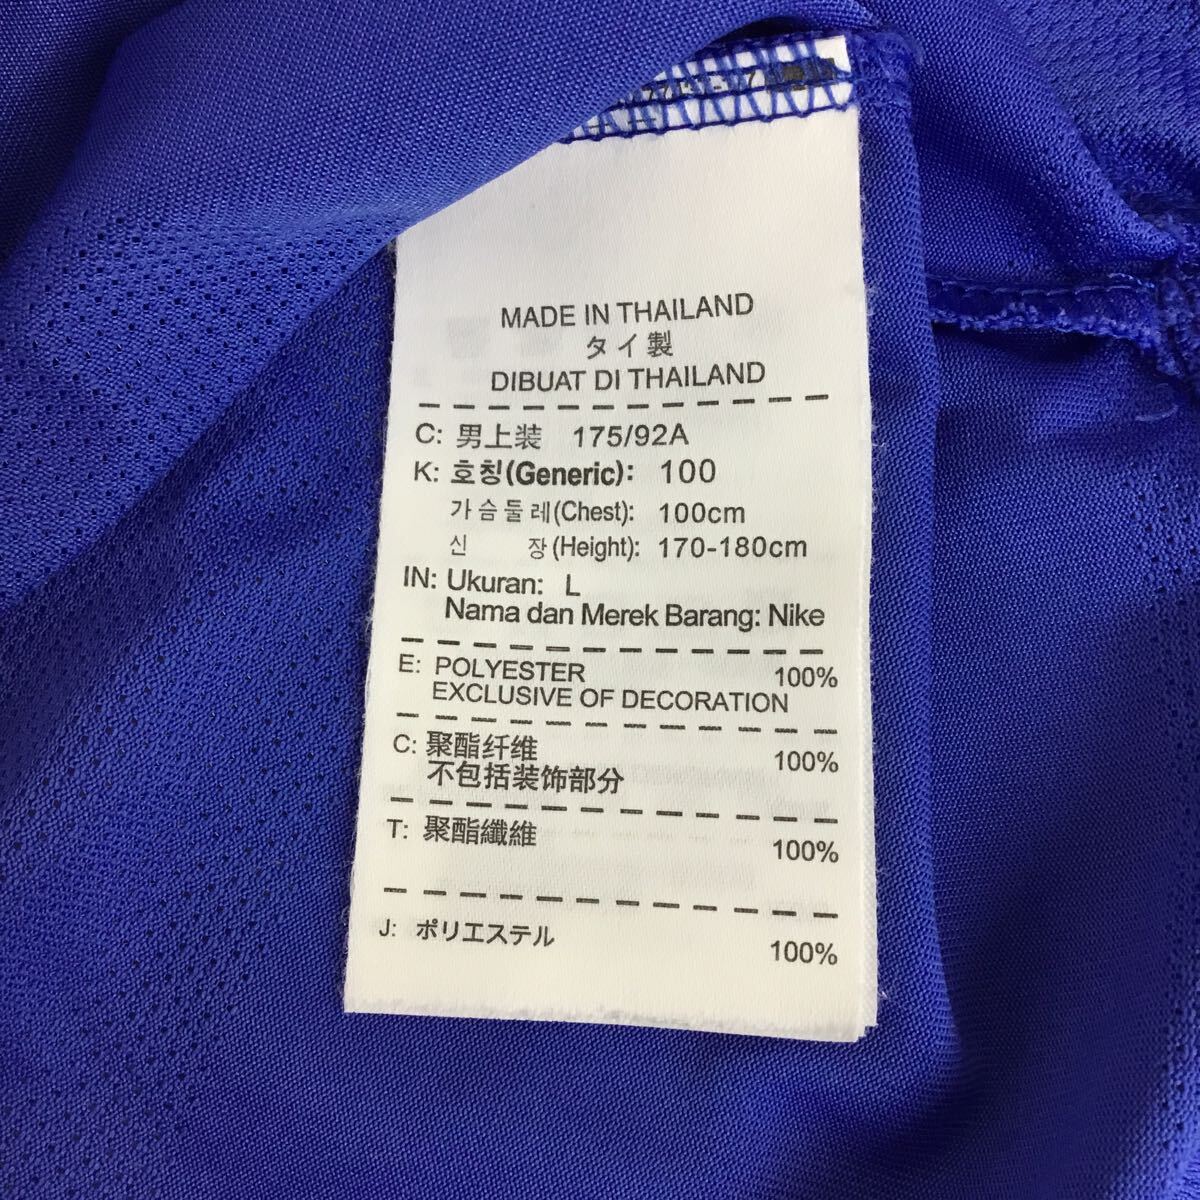 MADE IN THAILAND
タイ製
DIBUAT DI THAILAND
C: 男上装 175/92A
K: 호칭(Generic): 100
가슴둘레(Chest): 100cm
신 장(Height): 170-180cm
IN: Ukuran: L
Nama dan Merek Barang: Nike
E: POLYESTER 100%
EXCLUSIVE OF DECORATION
C: 聚酯纤维 100%
不包括装饰部分
T: 聚酯纖維 100%
J: ポリエステル 100%